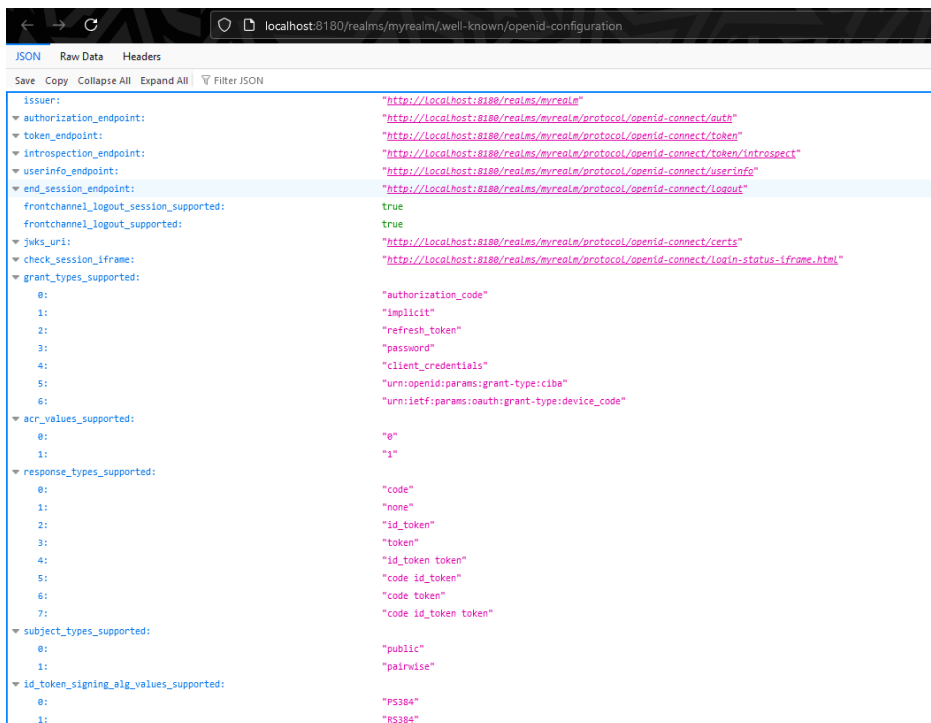 localhost:8180/realms/myrealm/.well-known/openid-configuration
JSON Raw Data Headers
Save Copy Collapse All Expand All Filter JSON
issuer: "http://localhost:8180/realms/myrealm"
authorization_endpoint: "http://localhost:8180/realms/myrealm/protocol/openid-connect/auth"
token_endpoint: "http://localhost:8180/realms/myrealm/protocol/openid-connect/token"
introspection_endpoint: "http://localhost:8180/realms/myrealm/protocol/openid-connect/token/introspect"
userinfo_endpoint: "http://localhost:8180/realms/myrealm/protocol/openid-connect/userinfo"
end_session_endpoint: "http://localhost:8180/realms/myrealm/protocol/openid-connect/logout"
frontchannel_logout_session_supported: true
frontchannel_logout_supported: true
jwks_uri: "http://localhost:8180/realms/myrealm/protocol/openid-connect/certs"
check_session_iframe: "http://localhost:8180/realms/myrealm/protocol/openid-connect/login-status-iframe.html"
grant_types_supported:
0: "authorization_code"
1: "implicit"
2: "refresh_token"
3: "password"
4: "client_credentials"
5: "urn:openid:params:grant-type:ciba"
6: "urn:ietf:params:oauth:grant-type:device_code"
acr_values_supported:
0: "0"
1: "1"
response_types_supported:
0: "code"
1: "none"
2: "id_token"
3: "token"
4: "id_token token"
5: "code id_token"
6: "code token"
7: "code id_token token"
subject_types_supported:
0: "public"
1: "pairwise"
id_token_signing_alg_values_supported:
0: "PS384"
1: "RS384"